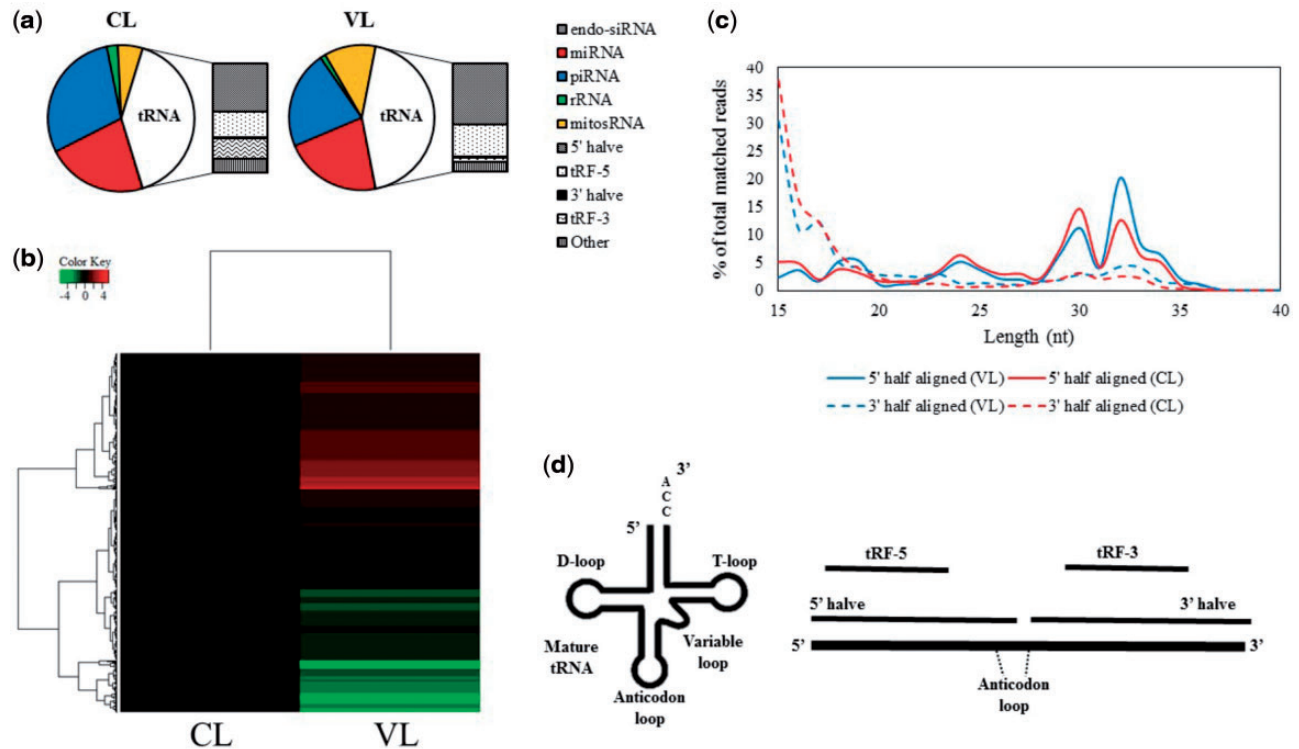 (a)
CL
VL
tRNA
tRNA
endo-siRNA
miRNA
piRNA
rRNA
mitosRNA
5' halve
tRF-5
3' halve
tRF-3
Other
(b)
Color Key
-4 0 4
CL
VL
(c)
% of total matched reads
40
35
30
25
20
15
10
5
0
15 20 25 30 35 40
Length (nt)
5' half aligned (VL)
5' half aligned (CL)
3' half aligned (VL)
3' half aligned (CL)
(d)
3’
A
C
C
5’
D-loop
T-loop
Mature
tRNA
Variable
loop
Anticodon
loop
tRF-5
tRF-3
5’ halve
3’ halve
5’
3’
Anticodon
loop